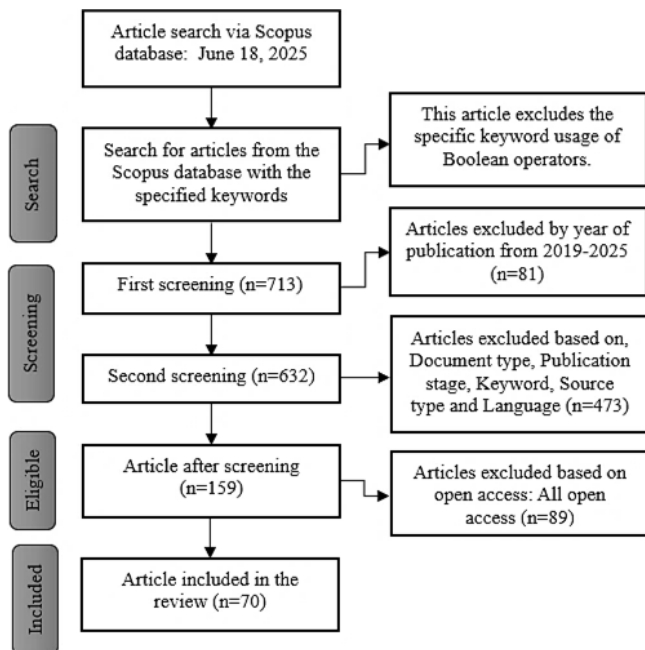 Article search via Scopus
database:  June 18, 2025
Search
Search for articles from the
Scopus database with the
specified keywords
This article excludes the
specific keyword usage of
Boolean operators.
Screening
First screening (n=713)
Articles excluded by year of
publication from 2019-2025
(n=81)
Second screening (n=632)
Articles excluded based on,
Document type, Publication
stage, Keyword, Source
type and Language (n=473)
Eligible
Article after screening
(n=159)
Articles excluded based on
open access: All open
access (n=89)
Included
Article included in the
review (n=70)